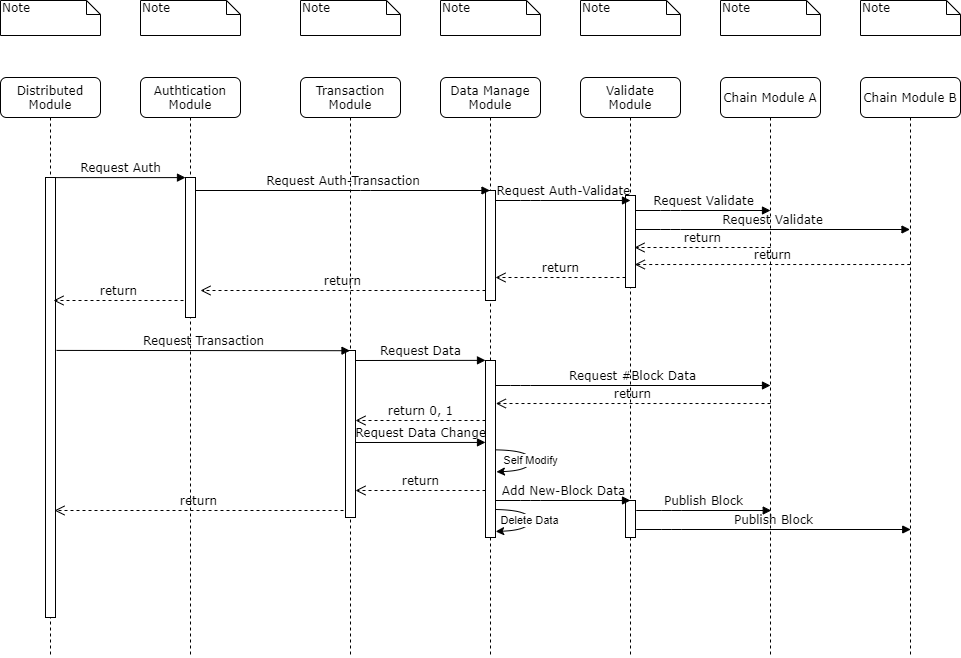 Note
Note
Note
Note
Note
Note
Note
Distributed
Module
Authtication
Module
Transaction
Module
Data Manage
Module
Validate
Module
Chain Module A
Chain Module B
Request Auth
Request Auth-Transaction
Request Auth-Validate
Request Validate
Request Validate
return
return
return
return
return
Request Transaction
Request Data
Request #Block Data
return
return 0, 1
Request Data Change
Self Modify
return
Add New-Block Data
return
Publish Block
Delete Data
Publish Block